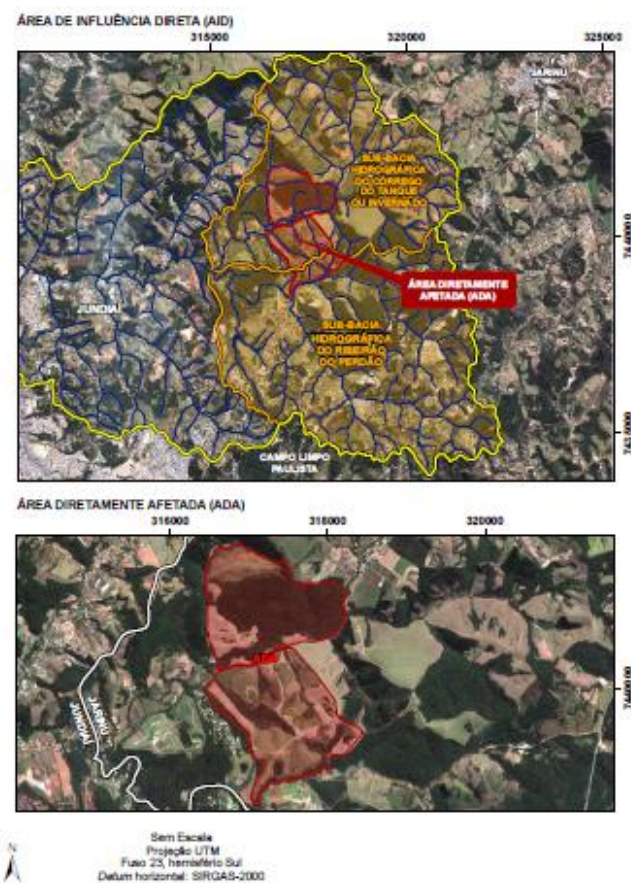 ÁREA DE INFLUÊNCIA DIRETA (AID)
315000
320000
325000
JARINU
SUB-BACIA
HIDROGRÁFICA
DO CÓRREGO
DO TANQUE
OU INVERNADO
7440000
ÁREA DIRETAMENTE
AFETADA (ADA)
JUNDIAÍ
SUB-BACIA
HIDROGRÁFICA
DO RIBEIRÃO
DO PERDÃO
7435000
CAMPO LIMPO
PAULISTA
ÁREA DIRETAMENTE AFETADA (ADA)
316000
318000
320000
ADA
7440000
JUNDIAÍ
JARINU
Sem Escala
Projeção UTM
Fuso 23, hemisfério Sul
Datum horizontal: SIRGAS-2000
N